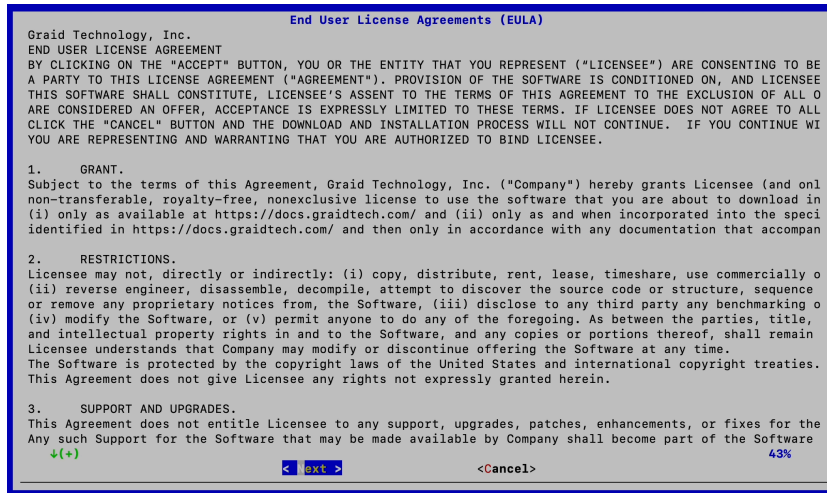 End User License Agreements (EULA)
Graid Technology, Inc.
END USER LICENSE AGREEMENT
BY CLICKING ON THE "ACCEPT" BUTTON, YOU OR THE ENTITY THAT YOU REPRESENT ("LICENSEE") ARE CONSENTING TO BE
A PARTY TO THIS LICENSE AGREEMENT ("AGREEMENT"). PROVISION OF THE SOFTWARE IS CONDITIONED ON, AND LICENSEE
THIS SOFTWARE SHALL CONSTITUTE, LICENSEE'S ASSENT TO THE TERMS OF THIS AGREEMENT TO THE EXCLUSION OF ALL O
ARE CONSIDERED AN OFFER, ACCEPTANCE IS EXPRESSLY LIMITED TO THESE TERMS. IF LICENSEE DOES NOT AGREE TO ALL
CLICK THE "CANCEL" BUTTON AND THE DOWNLOAD AND INSTALLATION PROCESS WILL NOT CONTINUE.  IF YOU CONTINUE WI
YOU ARE REPRESENTING AND WARRANTING THAT YOU ARE AUTHORIZED TO BIND LICENSEE.
1.     GRANT.
Subject to the terms of this Agreement, Graid Technology, Inc. ("Company") hereby grants Licensee (and onl
non-transferable, royalty-free, nonexclusive license to use the software that you are about to download in
(i) only as available at https://docs.graidtech.com/ and (ii) only as and when incorporated into the speci
identified in https://docs.graidtech.com/ and then only in accordance with any documentation that accompan
2.     RESTRICTIONS.
Licensee may not, directly or indirectly: (i) copy, distribute, rent, lease, timeshare, use commercially o
(ii) reverse engineer, disassemble, decompile, attempt to discover the source code or structure, sequence
or remove any proprietary notices from, the Software, (iii) disclose to any third party any benchmarking o
(iv) modify the Software, or (v) permit anyone to do any of the foregoing. As between the parties, title,
and intellectual property rights in and to the Software, and any copies or portions thereof, shall remain
Licensee understands that Company may modify or discontinue offering the Software at any time.
The Software is protected by the copyright laws of the United States and international copyright treaties.
This Agreement does not give Licensee any rights not expressly granted herein.
3.     SUPPORT AND UPGRADES.
This Agreement does not entitle Licensee to any support, upgrades, patches, enhancements, or fixes for the
Any such Support for the Software that may be made available by Company shall become part of the Software
↓(+) 43%
< Next > <Cancel>